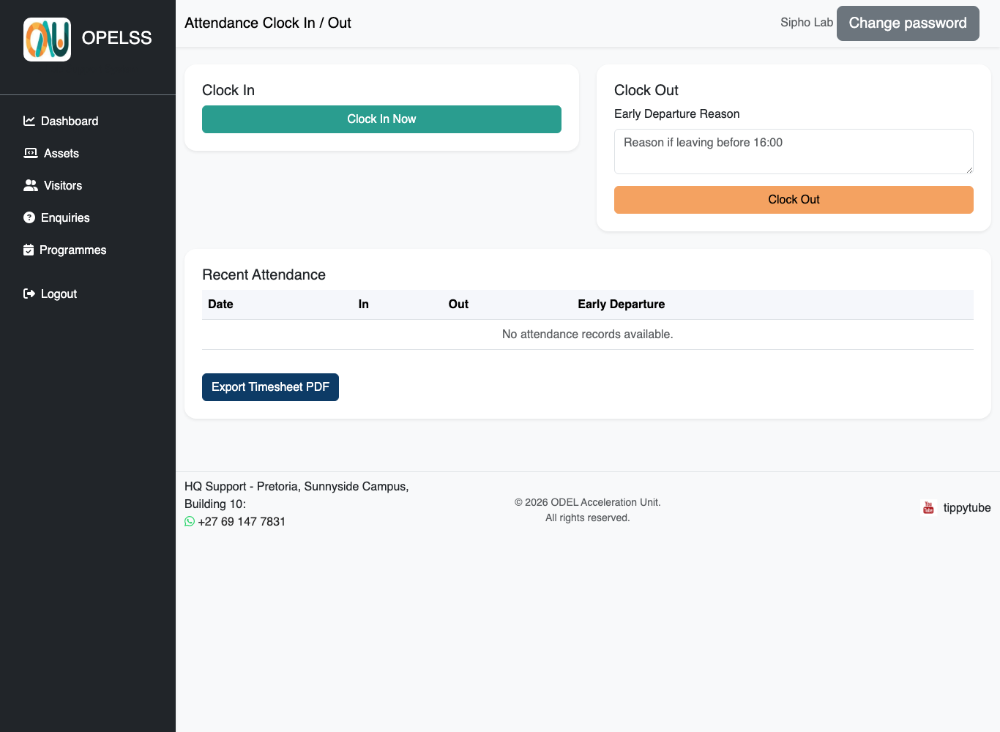 OPELSS
Dashboard
Assets
Visitors
Enquiries
Programmes
Logout
Attendance Clock In / Out
Sipho Lab
Change password
Clock In
Clock In Now
Clock Out
Early Departure Reason
Reason if leaving before 16:00
Clock Out
Recent Attendance
Date In Out Early Departure
No attendance records available.
Export Timesheet PDF
HQ Support - Pretoria, Sunnyside Campus,
Building 10:
+27 69 147 7831
© 2026 ODEL Acceleration Unit.
All rights reserved.
You
Tube
tippytube